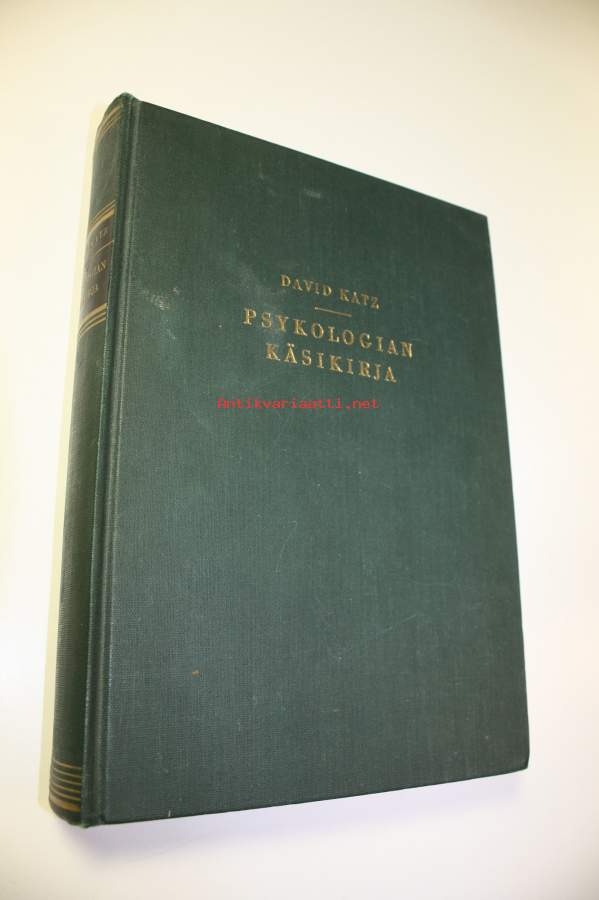 DAVID KATZ
PSYKOLOGIAN
KÄSIKIRJA
Antikvariaatti.net